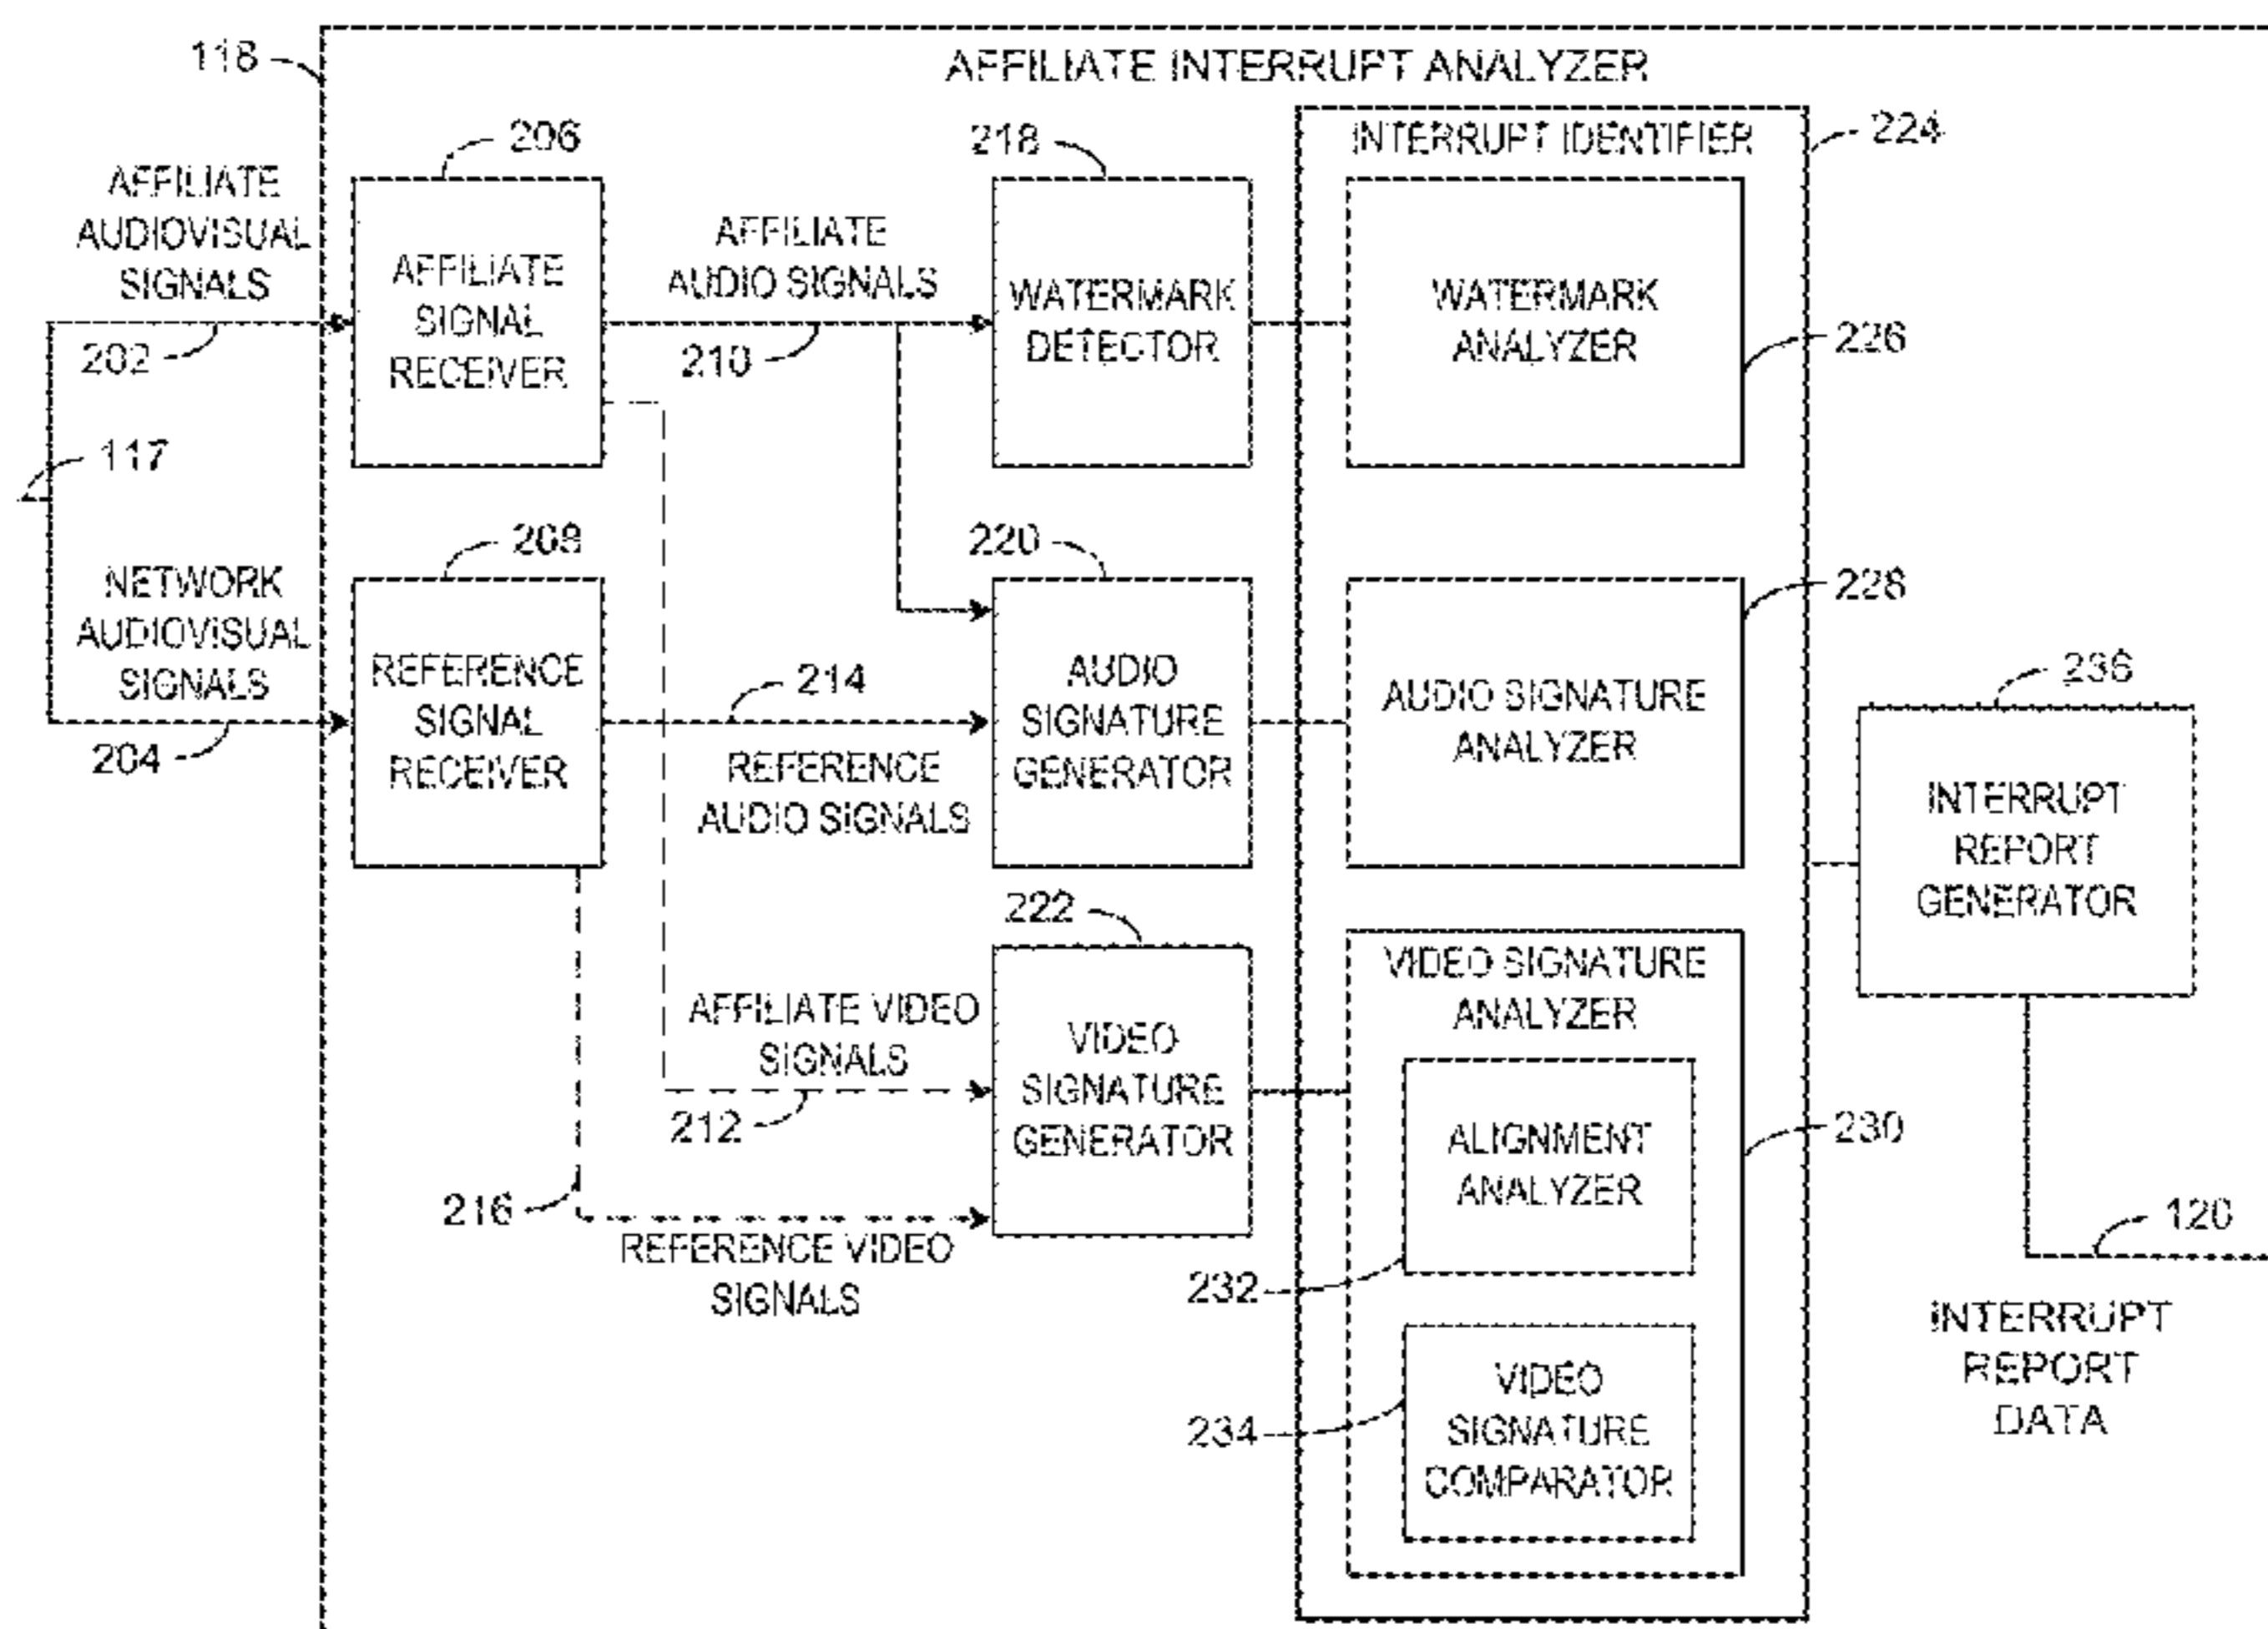 118
AFFILIATE INTERRUPT ANALYZER
206
218
INTERRUPT IDENTIFIER
224
AFFILIATE
AUDIOVISUAL
SIGNALS
202
AFFILIATE
SIGNAL
RECEIVER
AFFILIATE
AUDIO SIGNALS
210
WATERMARK
DETECTOR
WATERMARK
ANALYZER
226
117
208
220
228
NETWORK
AUDIOVISUAL
SIGNALS
204
REFERENCE
SIGNAL
RECEIVER
214
REFERENCE
AUDIO SIGNALS
AUDIO
SIGNATURE
GENERATOR
AUDIO SIGNATURE
ANALYZER
236
INTERRUPT
REPORT
GENERATOR
222
AFFILIATE VIDEO
SIGNALS
212
VIDEO
SIGNATURE
GENERATOR
VIDEO SIGNATURE
ANALYZER
230
ALIGNMENT
ANALYZER
216
REFERENCE VIDEO
SIGNALS
232
120
INTERRUPT
REPORT
DATA
234
VIDEO
SIGNATURE
COMPARATOR